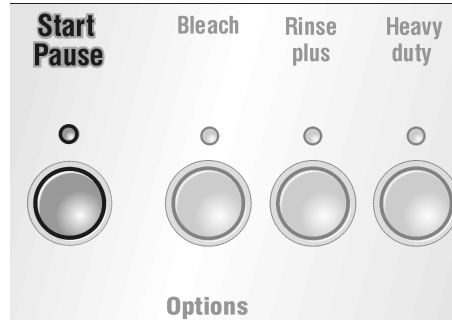 Start
Pause
Bleach
Rinse
plus
Heavy
duty
Options